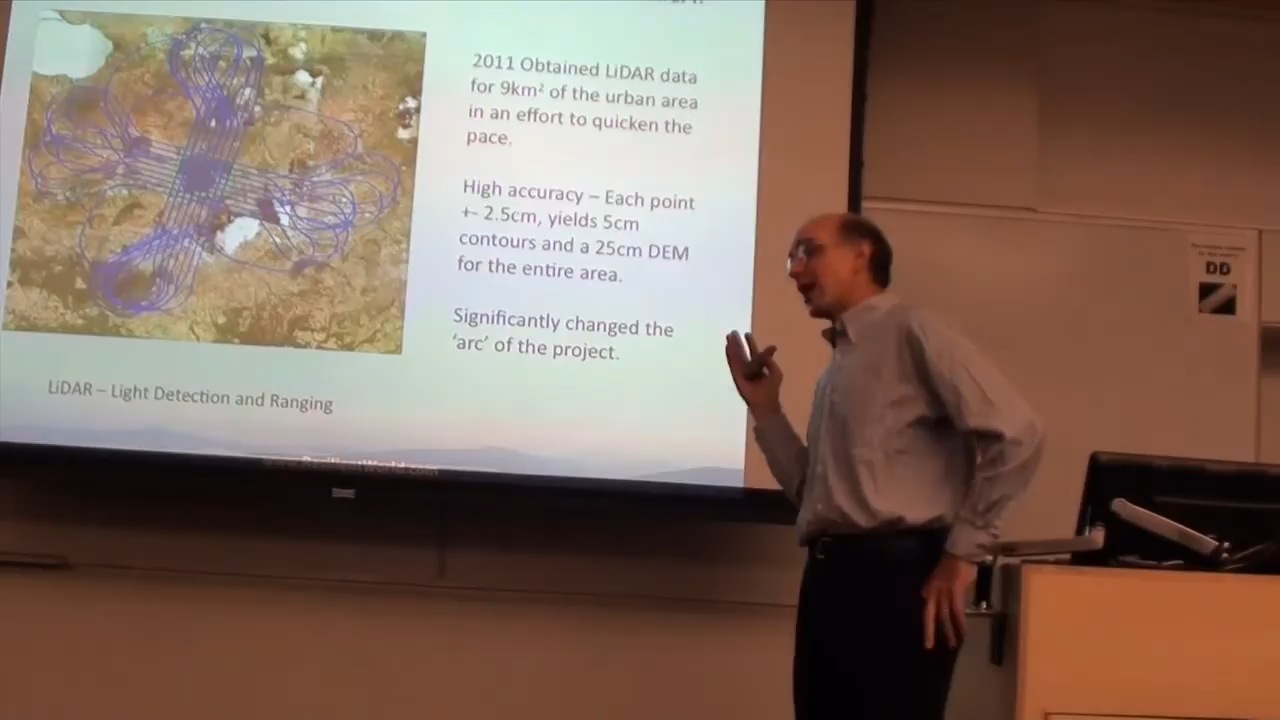 2011 Obtained LiDAR data
for 9km² of the urban area
in an effort to quicken the
pace.
High accuracy – Each point
+- 2.5cm, yields 5cm
contours and a 25cm DEM
for the entire area.
Significantly changed the
'arc' of the project.
LiDAR – Light Detection and Ranging
DD